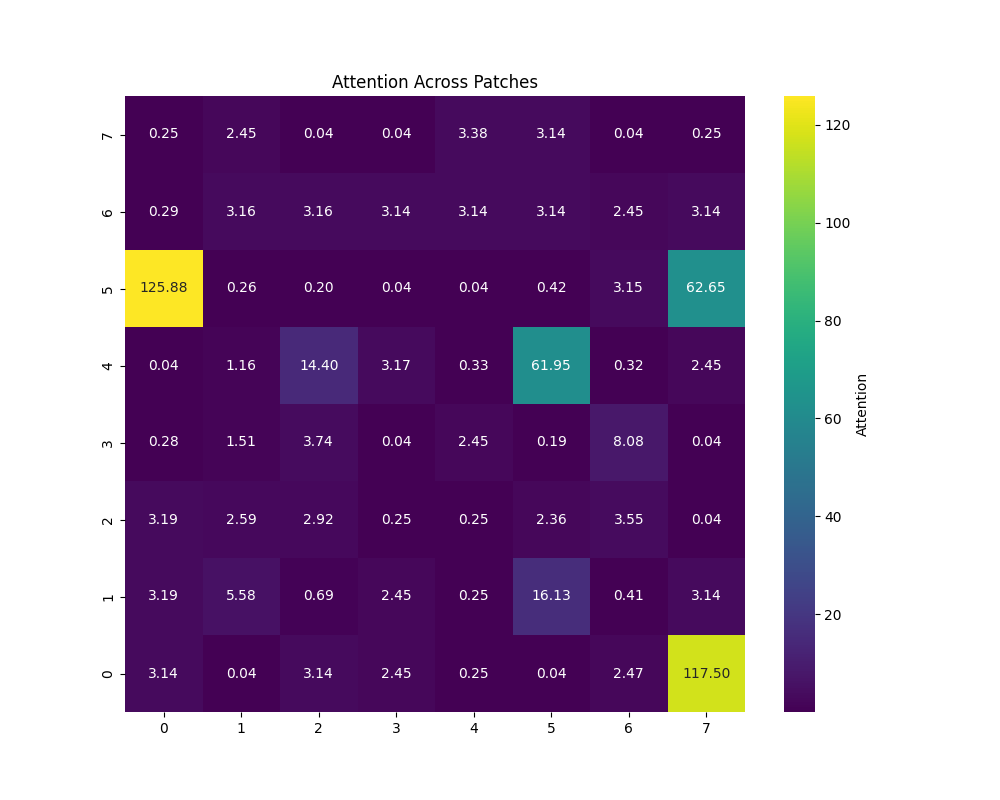 Attention Across Patches
7 0.25 2.45 0.04 0.04 3.38 3.14 0.04 0.25
6 0.29 3.16 3.16 3.14 3.14 3.14 2.45 3.14
5 125.88 0.26 0.20 0.04 0.04 0.42 3.15 62.65
4 0.04 1.16 14.40 3.17 0.33 61.95 0.32 2.45
3 0.28 1.51 3.74 0.04 2.45 0.19 8.08 0.04
2 3.19 2.59 2.92 0.25 0.25 2.36 3.55 0.04
1 3.19 5.58 0.69 2.45 0.25 16.13 0.41 3.14
0 3.14 0.04 3.14 2.45 0.25 0.04 2.47 117.50
0 1 2 3 4 5 6 7
120
100
80
60
40
20
Attention